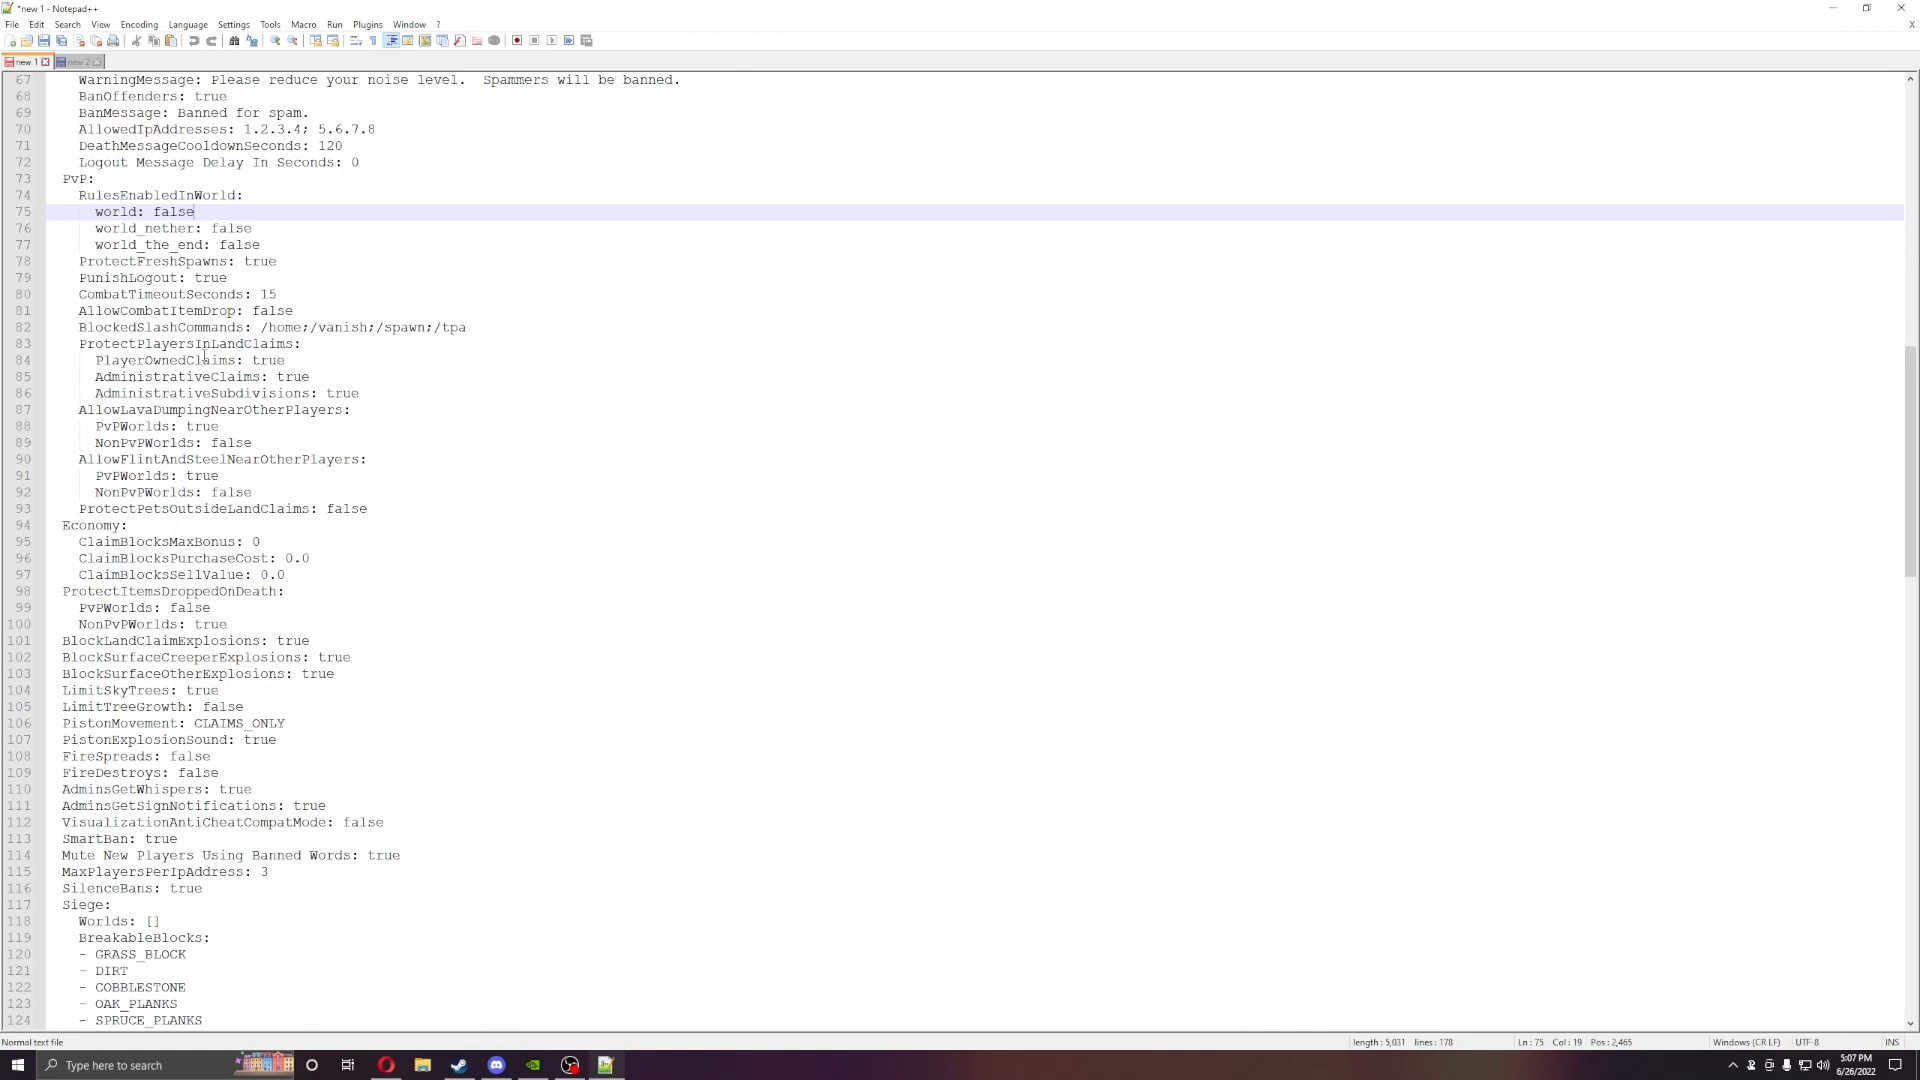 *new 1 - Notepad++
File Edit Search View Encoding Language Settings Tools Macro Run Plugins Window ?
new 1 new 2
67 WarningMessage: Please reduce your noise level.  Spammers will be banned.
68 BanOffenders: true
69 BanMessage: Banned for spam.
70 AllowedIpAddresses: 1.2.3.4; 5.6.7.8
71 DeathMessageCooldownSeconds: 120
72 Logout Message Delay In Seconds: 0
73 PvP:
74 RulesEnabledInWorld:
75 world: false
76 world_nether: false
77 world_the_end: false
78 ProtectFreshSpawns: true
79 PunishLogout: true
80 CombatTimeoutSeconds: 15
81 AllowCombatItemDrop: false
82 BlockedSlashCommands: /home;/vanish;/spawn;/tpa
83 ProtectPlayersInLandClaims:
84 PlayerOwnedClaims: true
85 AdministrativeClaims: true
86 AdministrativeSubdivisions: true
87 AllowLavaDumpingNearOtherPlayers:
88 PvPWorlds: true
89 NonPvPWorlds: false
90 AllowFlintAndSteelNearOtherPlayers:
91 PvPWorlds: true
92 NonPvPWorlds: false
93 ProtectPetsOutsideLandClaims: false
94 Economy:
95 ClaimBlocksMaxBonus: 0
96 ClaimBlocksPurchaseCost: 0.0
97 ClaimBlocksSellValue: 0.0
98 ProtectItemsDroppedOnDeath:
99 PvPWorlds: false
100 NonPvPWorlds: true
101 BlockLandClaimExplosions: true
102 BlockSurfaceCreeperExplosions: true
103 BlockSurfaceOtherExplosions: true
104 LimitSkyTrees: true
105 LimitTreeGrowth: false
106 PistonMovement: CLAIMS_ONLY
107 PistonExplosionSound: true
108 FireSpreads: false
109 FireDestroys: false
110 AdminsGetWhispers: true
111 AdminsGetSignNotifications: true
112 VisualizationAntiCheatCompatMode: false
113 SmartBan: true
114 Mute New Players Using Banned Words: true
115 MaxPlayersPerIpAddress: 3
116 SilenceBans: true
117 Siege:
118 Worlds: []
119 BreakableBlocks:
120 - GRASS_BLOCK
121 - DIRT
122 - COBBLESTONE
123 - OAK_PLANKS
124 - SPRUCE_PLANKS
Normal text file length : 5,031 lines : 178 Ln : 75 Col : 19 Pos : 2,465 Windows (CR LF) UTF-8 INS
Type here to search
5:07 PM
6/26/2022